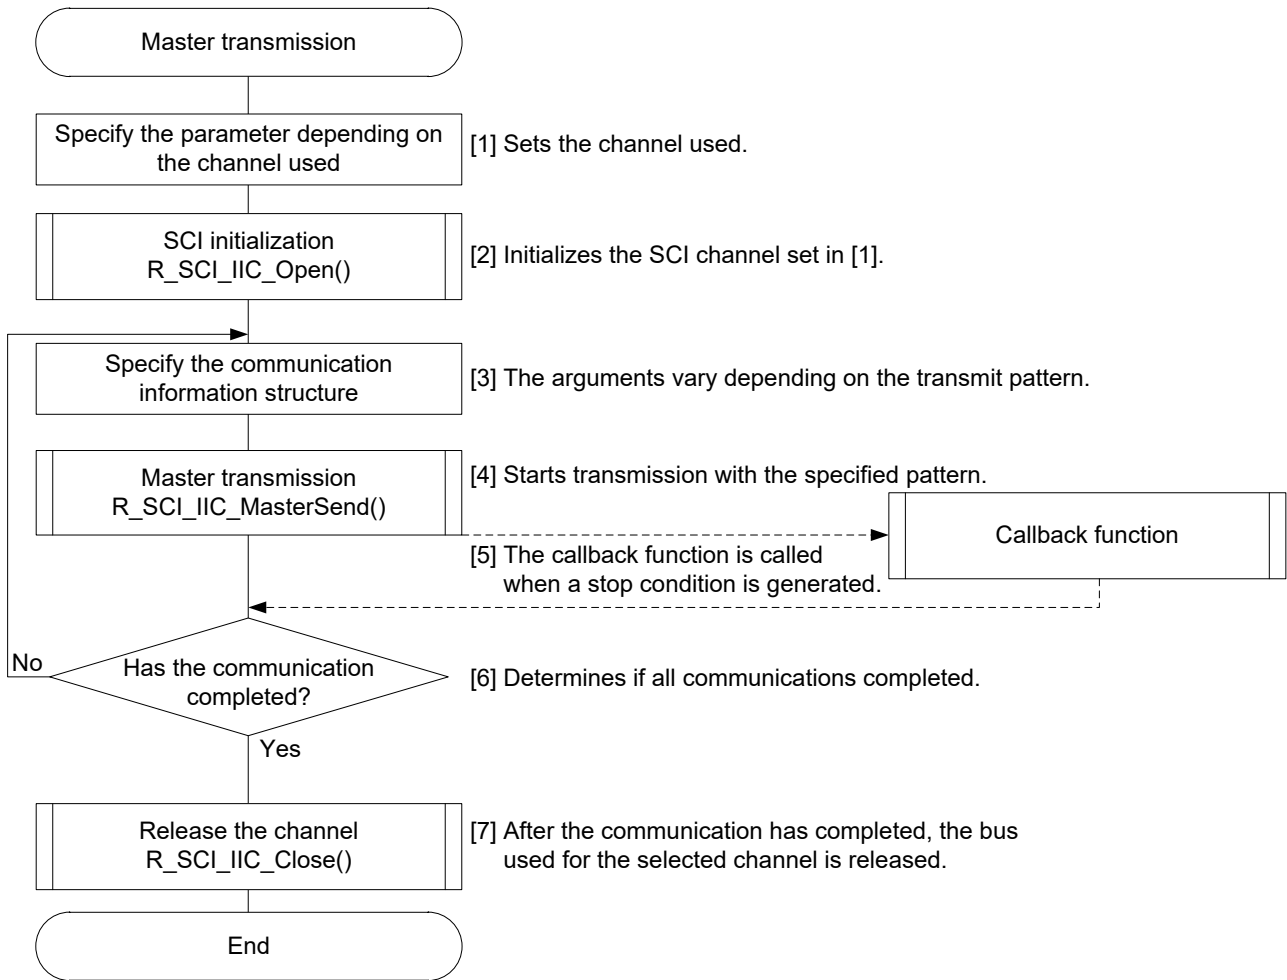 Master transmission
Specify the parameter depending on
the channel used
[1] Sets the channel used.
SCI initialization
R_SCI_IIC_Open()
[2] Initializes the SCI channel set in [1].
Specify the communication
information structure
[3] The arguments vary depending on the transmit pattern.
Master transmission
R_SCI_IIC_MasterSend()
[4] Starts transmission with the specified pattern.
Callback function
[5] The callback function is called
when a stop condition is generated.
No
Has the communication
completed?
[6] Determines if all communications completed.
Yes
Release the channel
R_SCI_IIC_Close()
[7] After the communication has completed, the bus
used for the selected channel is released.
End